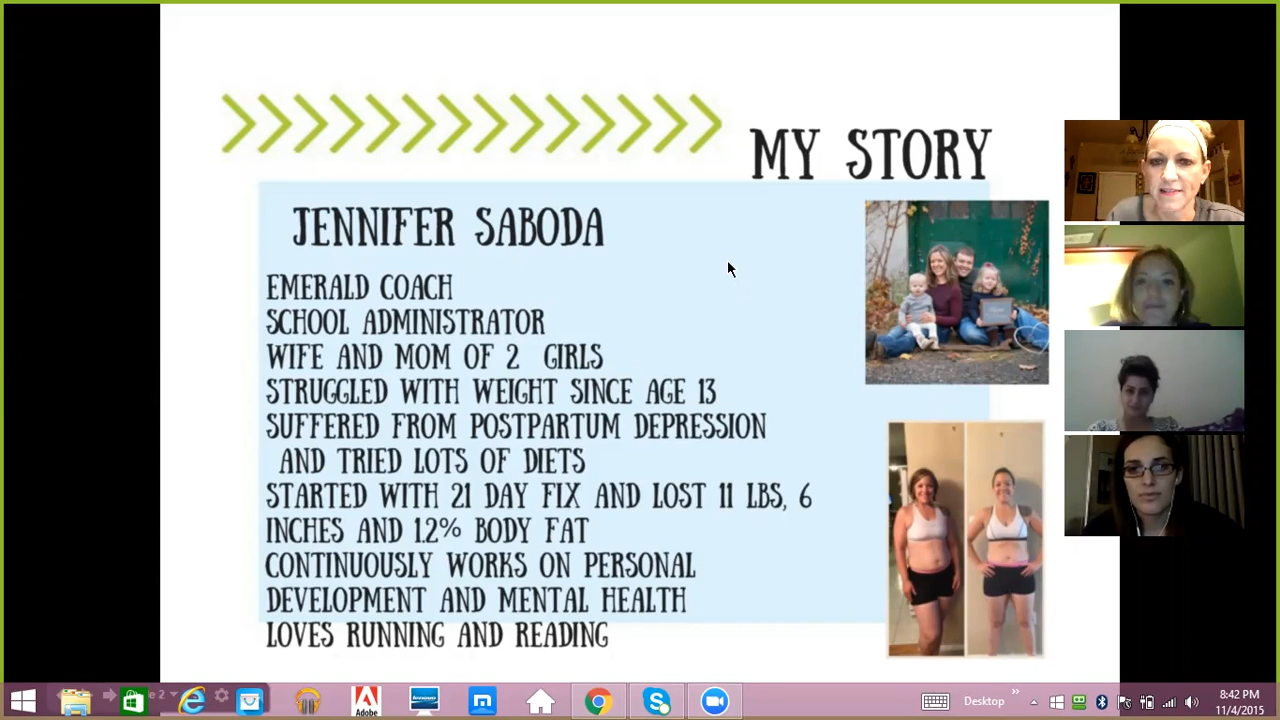 MY STORY
JENNIFER SABODA
EMERALD COACH
SCHOOL ADMINISTRATOR
WIFE AND MOM OF 2 GIRLS
STRUGGLED WITH WEIGHT SINCE AGE 13
SUFFERED FROM POSTPARTUM DEPRESSION
AND TRIED LOTS OF DIETS
STARTED WITH 21 DAY FIX AND LOST 11 LBS, 6
INCHES AND 1.2% BODY FAT
CONTINUOUSLY WORKS ON PERSONAL
DEVELOPMENT AND MENTAL HEALTH
LOVES RUNNING AND READING
Adobe
Desktop
8:42 PM
11/4/2015